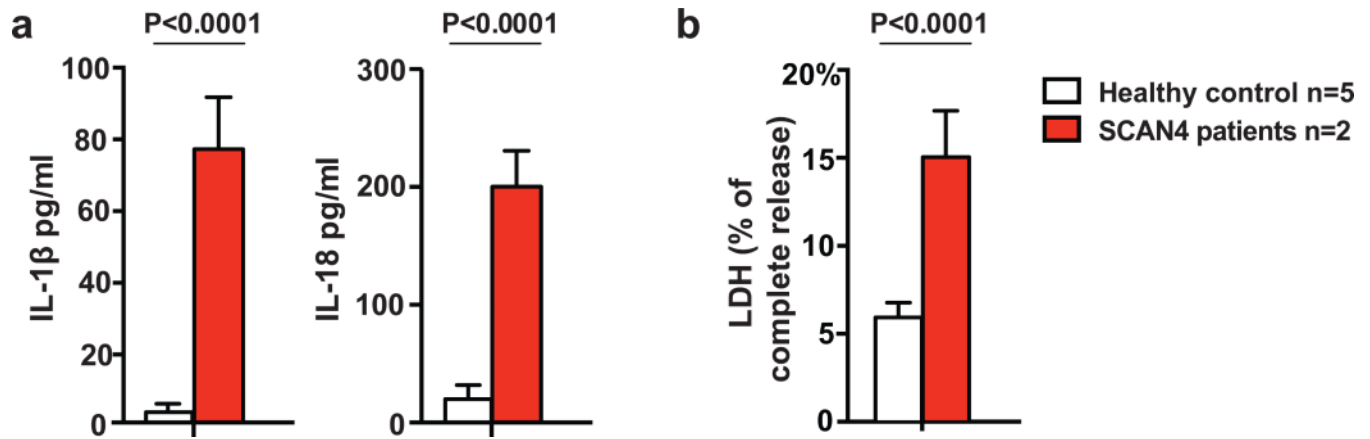 a
P<0.0001
IL-1β pg/ml
100
80
60
40
20
0
P<0.0001
IL-18 pg/ml
300
200
100
0
b
P<0.0001
LDH (% of
complete release)
20%
15
10
5
0
Healthy control n=5
SCAN4 patients n=2